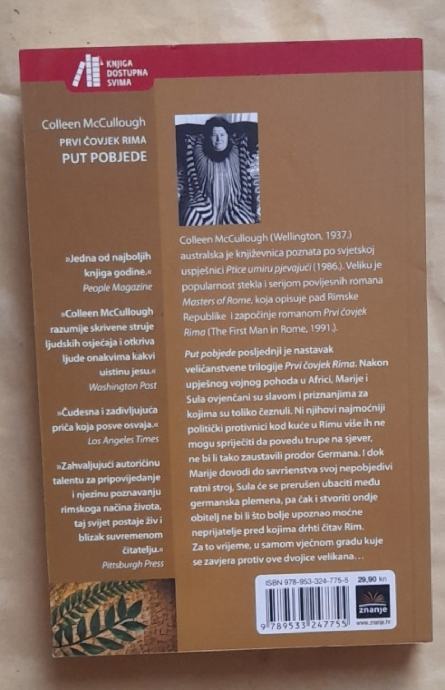 KNJIGA
DOSTUPNA
SVIMA
Colleen McCullough
PRVI ČOVJEK RIMA
PUT POBJEDE
»Jedna od najboljih
knjiga godine.«
People Magazine
»Colleen McCullough
razumije skrivene struje
ljudskih osjećaja i otkriva
ljude onakvima kakvi
uistinu jesu.«
Washington Post
»Čudesna i zadivljujuća
priča koja posve osvaja.«
Los Angeles Times
»Zahvaljujući autoričinu
talentu za pripovijedanje
i njezinu poznavanju
rimskoga načina života,
taj svijet postaje živ i
blizak suvremenom
čitatelju.«
Pittsburgh Press
Colleen McCullough (Wellington, 1937.)
australska je književnica poznata po svjetskoj
uspješnici Ptice umiru pjevajući (1986.). Veliku je
popularnost stekla i serijom povijesnih romana
Masters of Rome, koja opisuje pad Rimske
Republike i započinje romanom Prvi čovjek
Rima (The First Man in Rome, 1991.).
Put pobjede posljednji je nastavak
veličanstvene trilogije Prvi čovjek Rima. Nakon
upješnog vojnog pohoda u Africi, Marije i
Sula ovjenčani su slavom i priznanjima za
kojima su toliko čeznuli. Ni njihovi najmoćniji
politički protivnici kod kuće u Rimu više ih ne
mogu spriječiti da povedu trupe na sjever,
ne bi li tako zaustavili prodor Germana. I dok
Marije dovodi do savršenstva svoj nepobjedivi
ratni stroj, Sula će se prerušen ubaciti među
germanska plemena, pa čak i stvoriti ondje
obitelj ne bi li što bolje upoznao moćne
neprijatelje pred kojima drhti čitav Rim.
Za to vrijeme, u samom vječnom gradu kuje
se zavjera protiv ove dvojice velikana...
ISBN 978-953-324-775-5
29,90 kn
9 789533 247755
znanje
www.znanje.hr